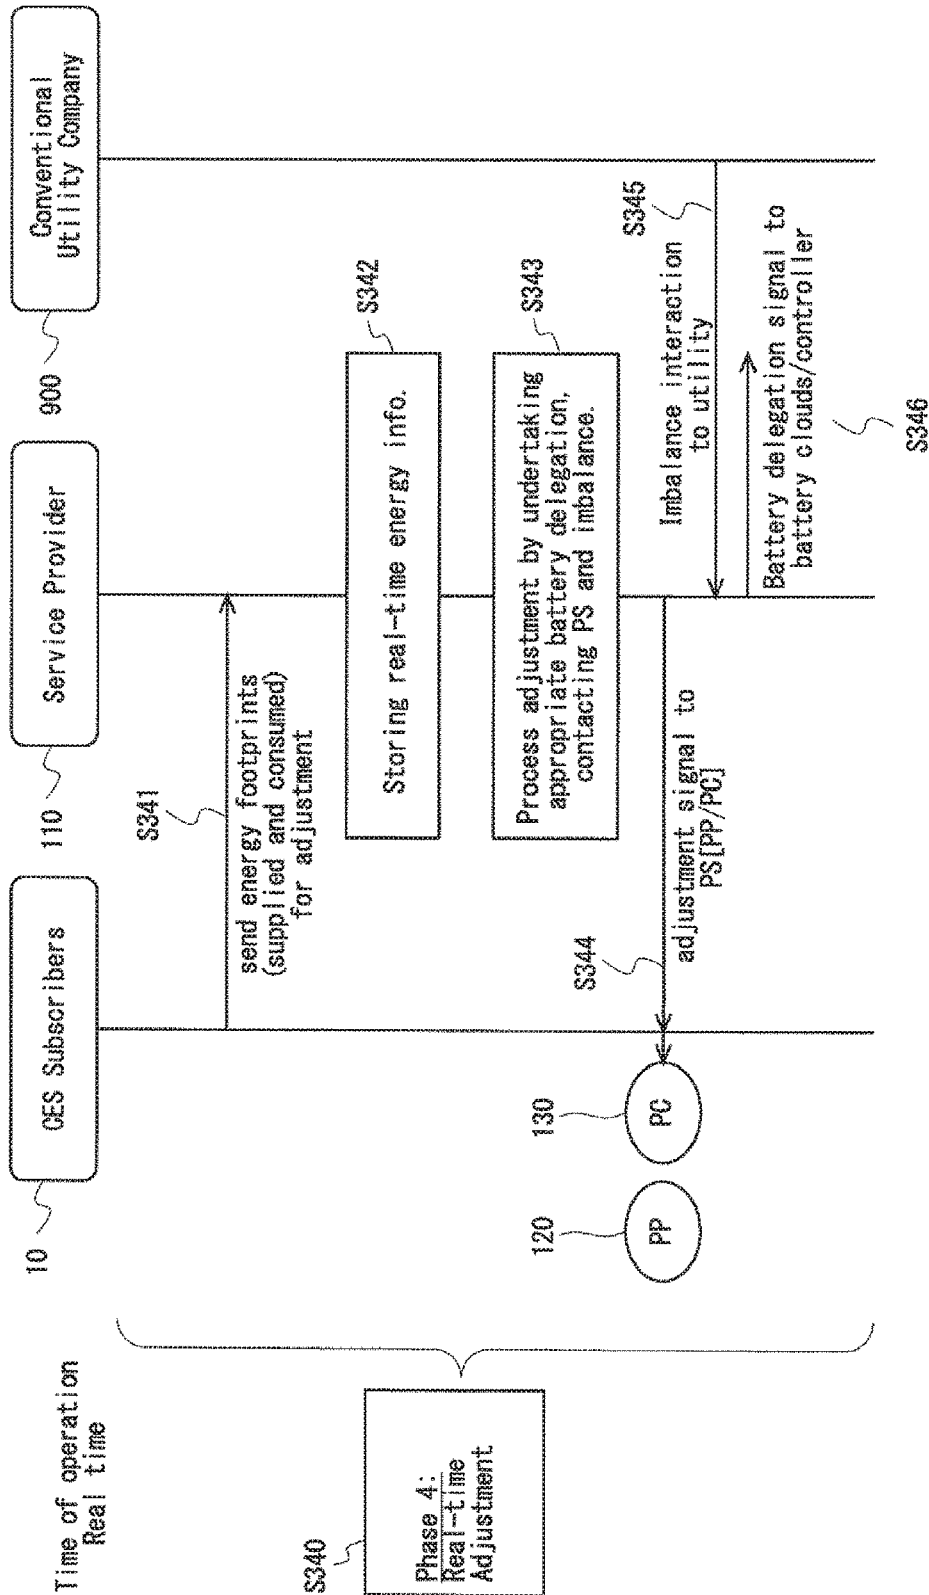 Time of operation
Real time
10
CES Subscribers
110
Service Provider
900
Conventional
Utility Company
S340
Phase 4:
Real-time
Adjustment
S341
send energy footprints
(supplied and consumed)
for adjustment
Storing real-time energy info.
S342
Process adjustment by undertaking
appropriate battery delegation,
contacting PS and imbalance.
S343
120
PP
130
PC
S344
adjustment signal to
PS[PP/PC]
Imbalance interaction
to utility
S345
Battery delegation signal to
battery clouds/controller
S346